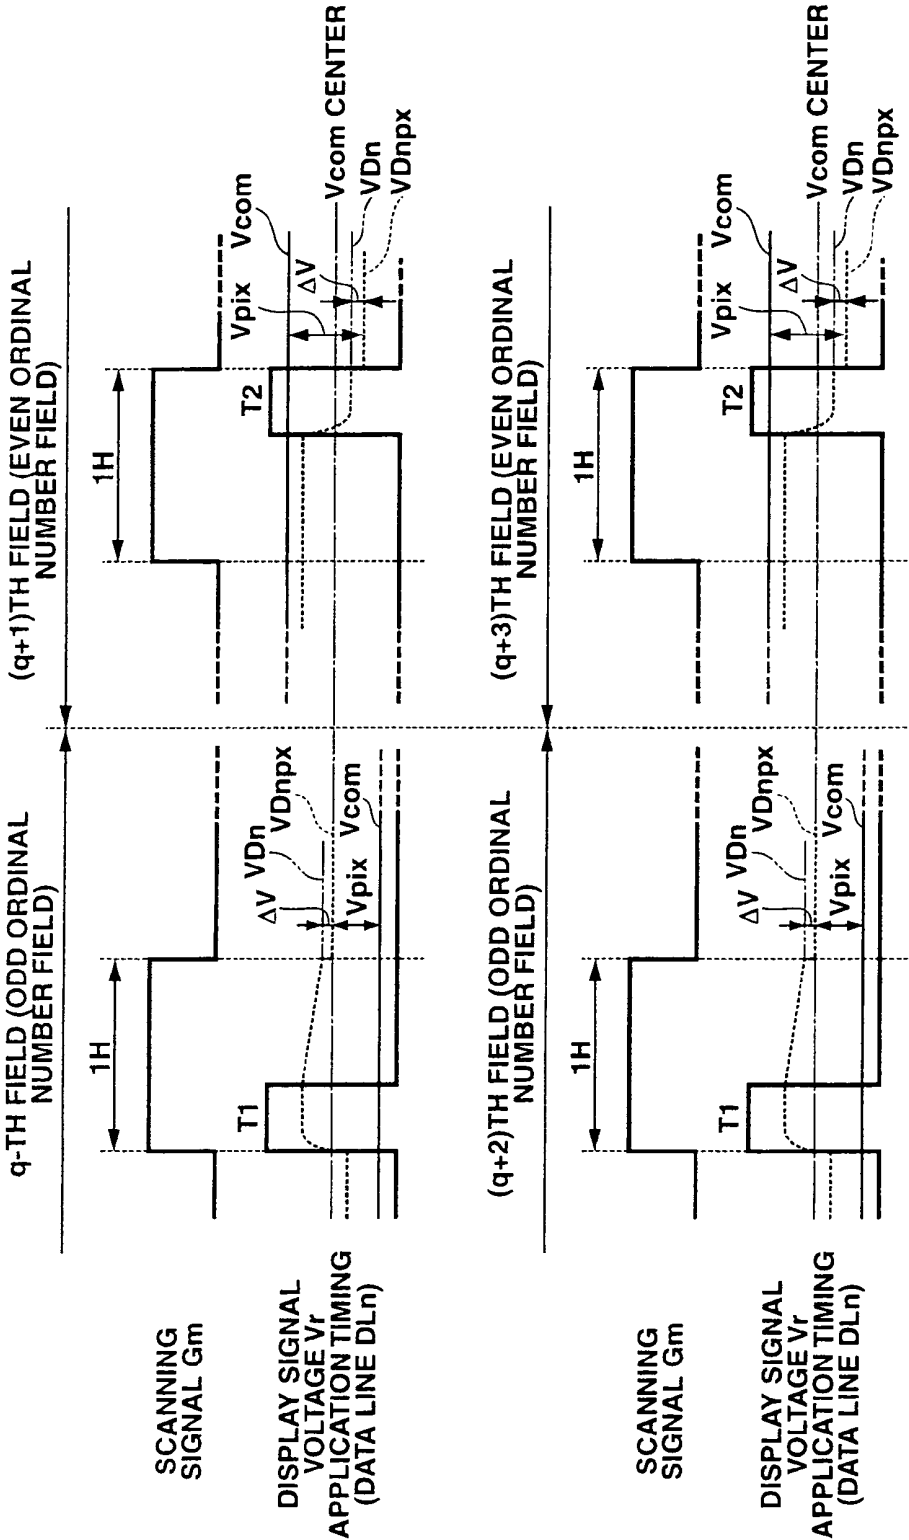 q-TH FIELD (ODD ORDINAL
NUMBER FIELD)
(q+1)TH FIELD (EVEN ORDINAL
NUMBER FIELD)
SCANNING
SIGNAL Gm
1H
1H
DISPLAY SIGNAL
VOLTAGE Vr
APPLICATION TIMING
(DATA LINE DLn)
T1
ΔV
VDn
VDnpx
Vpix
Vcom
T2
Vpix
Vcom
ΔV
Vcom CENTER
VDn
VDnpx
(q+2)TH FIELD (ODD ORDINAL
NUMBER FIELD)
(q+3)TH FIELD (EVEN ORDINAL
NUMBER FIELD)
SCANNING
SIGNAL Gm
1H
1H
DISPLAY SIGNAL
VOLTAGE Vr
APPLICATION TIMING
(DATA LINE DLn)
T1
ΔV
VDn
VDnpx
Vpix
Vcom
T2
Vpix
Vcom
ΔV
Vcom CENTER
VDn
VDnpx